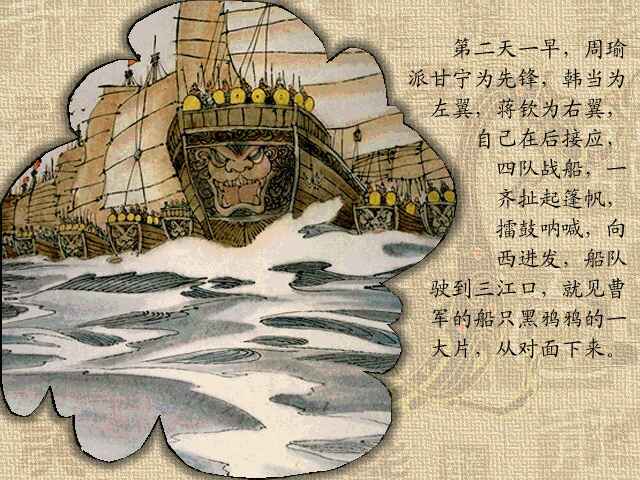 第二天一早，周瑜
派甘宁为先锋，韩当为
左翼，蒋钦为右翼，
自己在后接应，
四队战船，一
齐扯起篷帆，
擂鼓呐喊，向
西进发，船队
驶到三江口，就见曹
军的船只黑鸦鸦的一
大片，从对面下来。